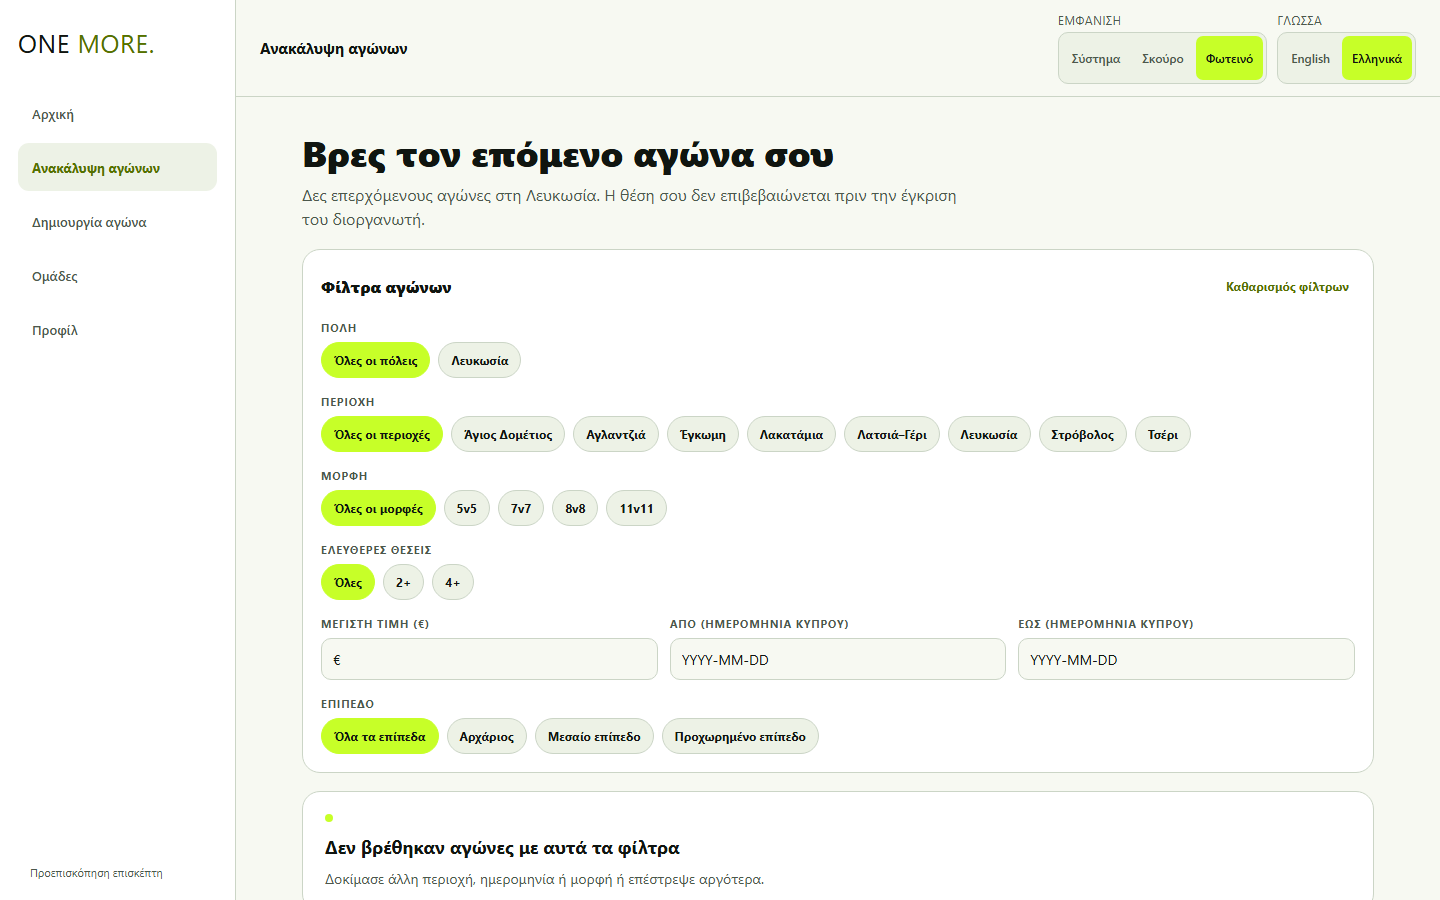 ONE MORE.
Αρχική
Ανακάλυψη αγώνων
Δημιουργία αγώνα
Ομάδες
Προφίλ
Προεπισκόπηση επισκέπτη
Ανακάλυψη αγώνων
ΕΜΦΑΝΙΣΗ
Σύστημα Σκούρο Φωτεινό
ΓΛΩΣΣΑ
English Ελληνικά
Βρες τον επόμενο αγώνα σου
Δες επερχόμενους αγώνες στη Λευκωσία. Η θέση σου δεν επιβεβαιώνεται πριν την έγκριση
του διοργανωτή.
Φίλτρα αγώνων
Καθαρισμός φίλτρων
ΠΟΛΗ
Όλες οι πόλεις Λευκωσία
ΠΕΡΙΟΧΗ
Όλες οι περιοχές Άγιος Δομέτιος Αγλαντζιά Έγκωμη Λακατάμια Λατσιά–Γέρι Λευκωσία Στρόβολος Τσέρι
ΜΟΡΦΗ
Όλες οι μορφές 5v5 7v7 8v8 11v11
ΕΛΕΥΘΕΡΕΣ ΘΕΣΕΙΣ
Όλες 2+ 4+
ΜΕΓΙΣΤΗ ΤΙΜΗ (€) ΑΠΟ (ΗΜΕΡΟΜΗΝΙΑ ΚΥΠΡΟΥ) ΕΩΣ (ΗΜΕΡΟΜΗΝΙΑ ΚΥΠΡΟΥ)
€ YYYY-MM-DD YYYY-MM-DD
ΕΠΙΠΕΔΟ
Όλα τα επίπεδα Αρχάριος Μεσαίο επίπεδο Προχωρημένο επίπεδο
Δεν βρέθηκαν αγώνες με αυτά τα φίλτρα
Δοκίμασε άλλη περιοχή, ημερομηνία ή μορφή ή επέστρεψε αργότερα.